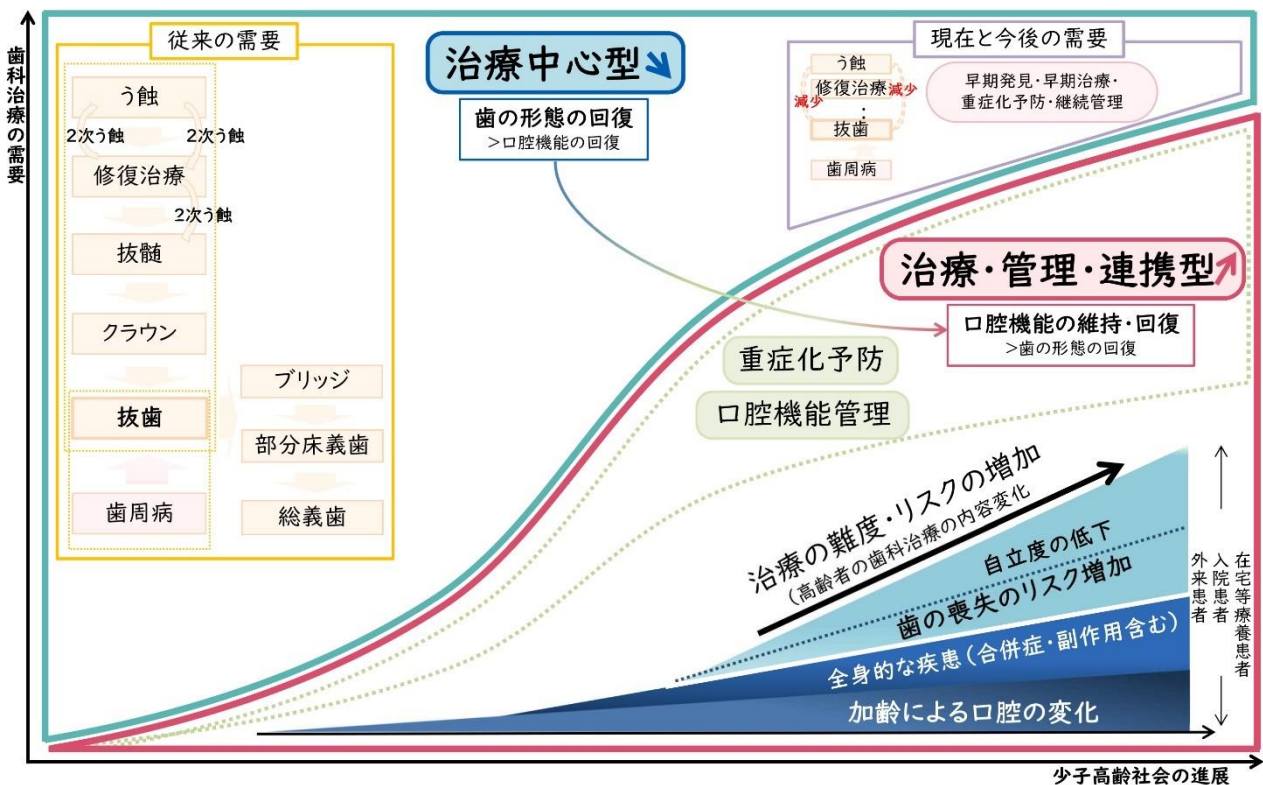 歯科治療の需要
従来の需要
う蝕
2次う蝕
2次う蝕
修復治療
2次う蝕
抜髄
クラウン
抜歯
歯周病
ブリッジ
部分床義歯
総義歯
治療中心型
歯の形態の回復
>口腔機能の回復
現在と今後の需要
う蝕
修復治療
減少
減少
抜歯
歯周病
早期発見・早期治療・
重症化予防・継続管理
治療・管理・連携型
口腔機能の維持・回復
>歯の形態の回復
重症化予防
口腔機能管理
治療の難度・リスクの増加
(高齢者の歯科治療の内容変化
自立度の低下
歯の喪失のリスク増加
全身的な疾患(合併症・副作用含む)
加齢による口腔の変化
在宅等療養患者
入院患者
外来患者
少子高齢社会の進展